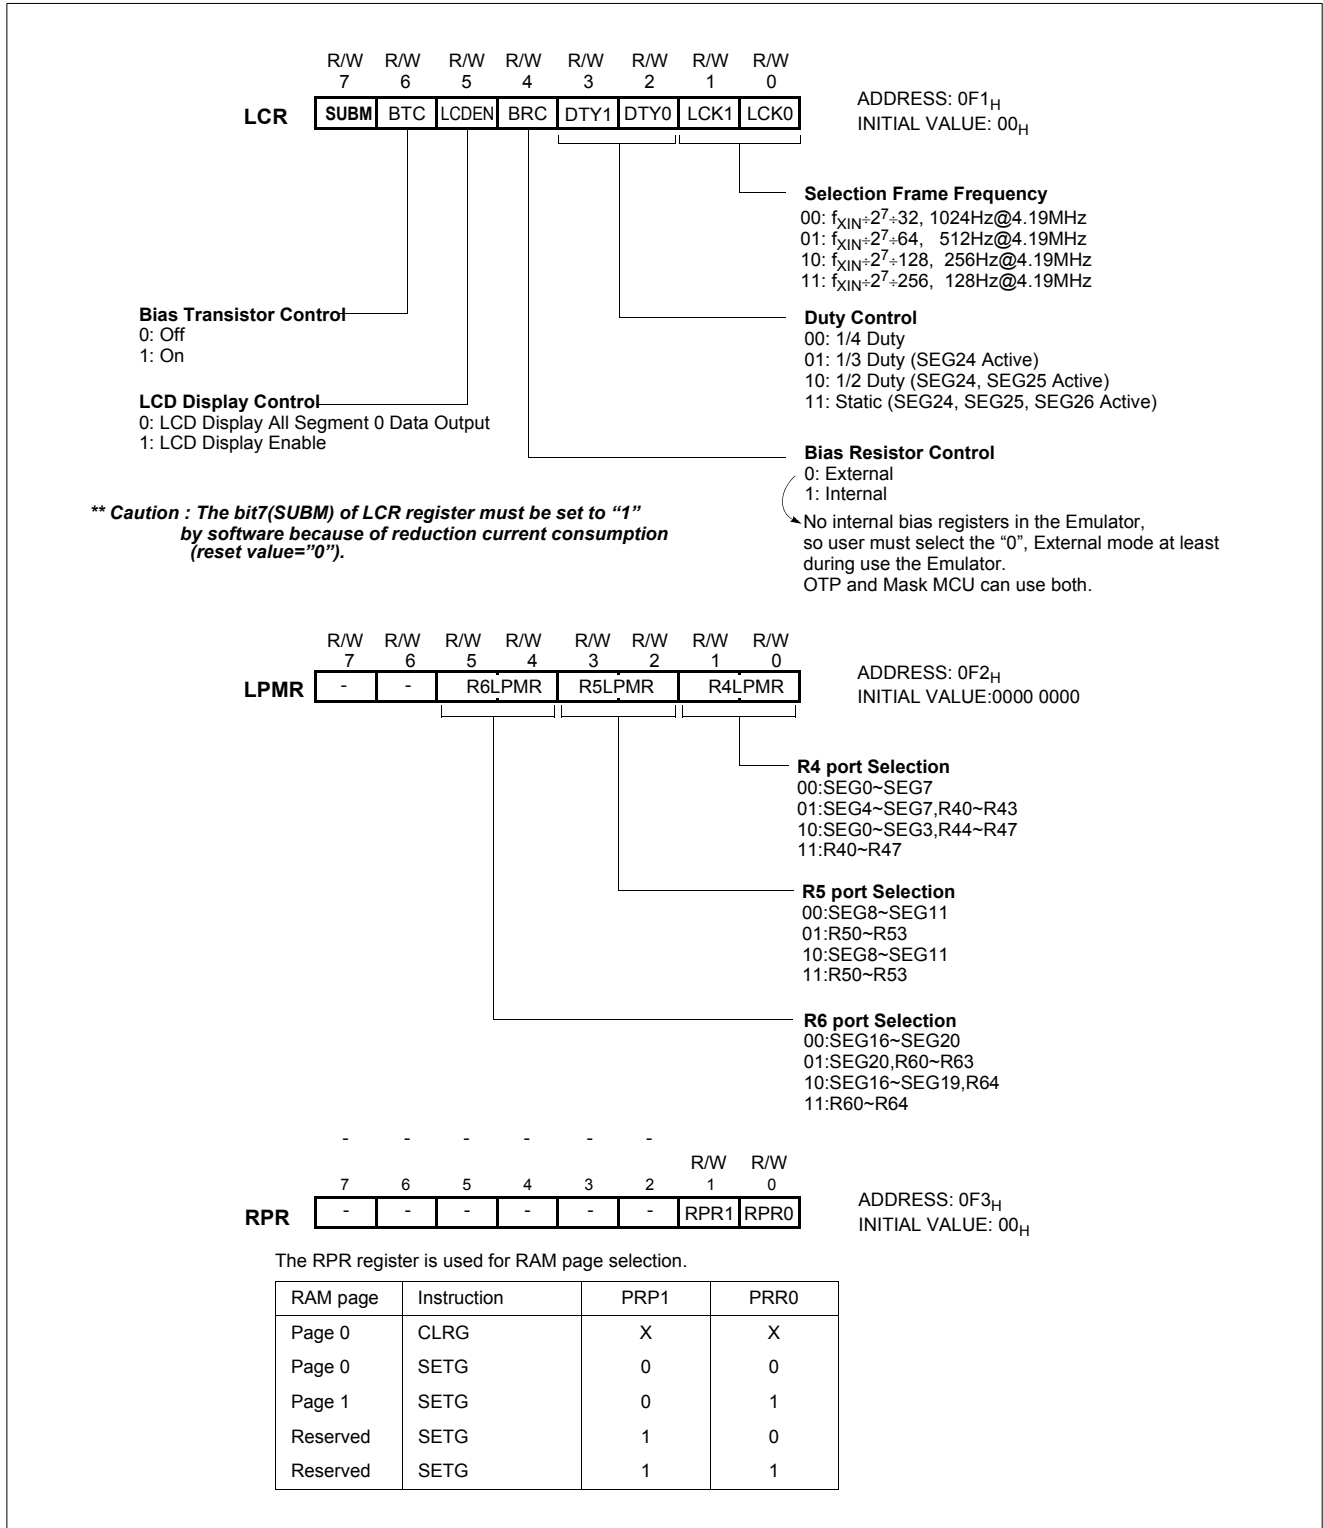 R/W R/W R/W R/W R/W R/W R/W R/W
7 6 5 4 3 2 1 0
LCR SUBM BTC LCDEN BRC DTY1 DTY0 LCK1 LCK0
ADDRESS: 0F1H
INITIAL VALUE: 00H
Selection Frame Frequency
00: fXIN÷27÷32, 1024Hz@4.19MHz
01: fXIN÷27÷64, 512Hz@4.19MHz
10: fXIN÷27÷128, 256Hz@4.19MHz
11: fXIN÷27÷256, 128Hz@4.19MHz
Bias Transistor Control
0: Off
1: On
Duty Control
00: 1/4 Duty
01: 1/3 Duty (SEG24 Active)
10: 1/2 Duty (SEG24, SEG25 Active)
11: Static (SEG24, SEG25, SEG26 Active)
LCD Display Control
0: LCD Display All Segment 0 Data Output
1: LCD Display Enable
Bias Resistor Control
0: External
1: Internal
No internal bias registers in the Emulator,
so user must select the “0”, External mode at least
during use the Emulator.
OTP and Mask MCU can use both.
** Caution : The bit7(SUBM) of LCR register must be set to “1”
by software because of reduction current consumption
(reset value=”0”).
R/W R/W R/W R/W R/W R/W R/W R/W
7 6 5 4 3 2 1 0
LPMR - - R6LPMR R5LPMR R4LPMR
ADDRESS: 0F2H
INITIAL VALUE:0000 0000
R4 port Selection
00:SEG0~SEG7
01:SEG4~SEG7,R40~R43
10:SEG0~SEG3,R44~R47
11:R40~R47
R5 port Selection
00:SEG8~SEG11
01:R50~R53
10:SEG8~SEG11
11:R50~R53
R6 port Selection
00:SEG16~SEG20
01:SEG20,R60~R63
10:SEG16~SEG19,R64
11:R60~R64
- - - - - -
R/W R/W
7 6 5 4 3 2 1 0
RPR - - - - - - RPR1 RPR0
ADDRESS: 0F3H
INITIAL VALUE: 00H
The RPR register is used for RAM page selection.
RAM page Instruction PRP1 PRR0
Page 0 CLRG X X
Page 0 SETG 0 0
Page 1 SETG 0 1
Reserved SETG 1 0
Reserved SETG 1 1